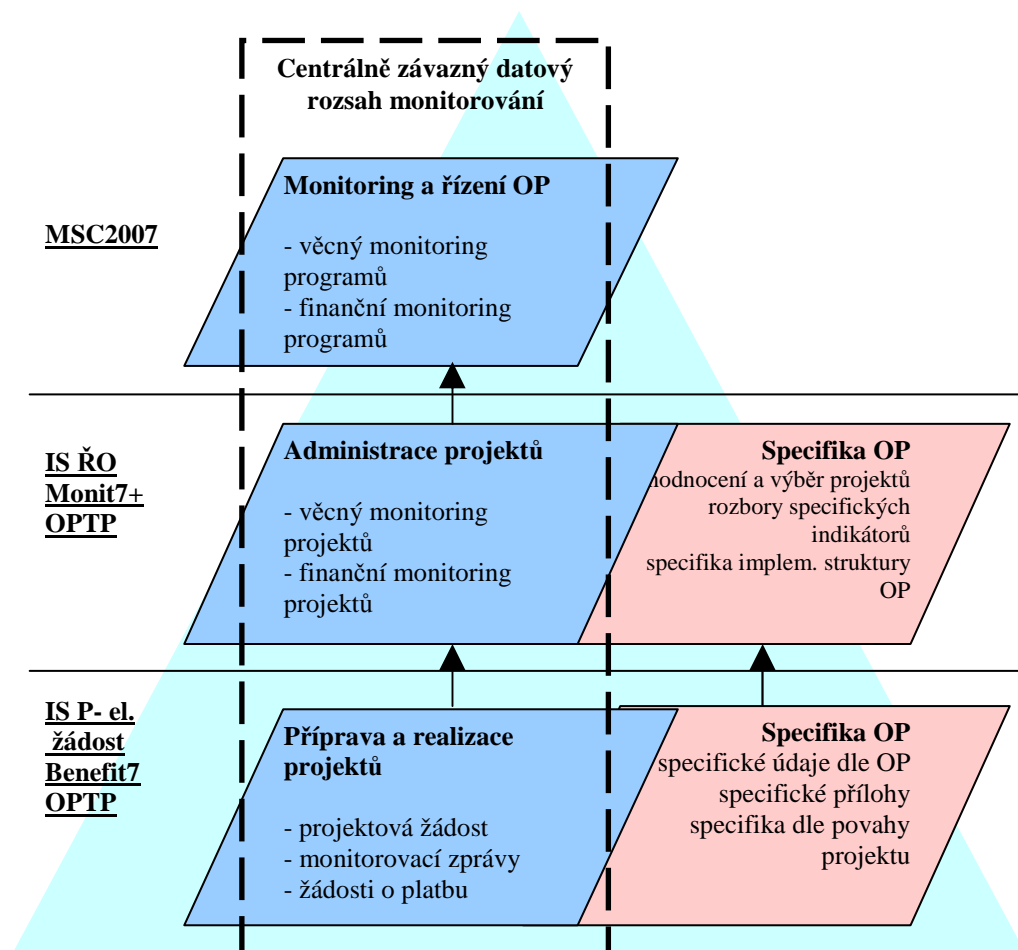 Centrálně závazný datový
rozsah monitorování
MSC2007
Monitoring a řízení OP
- věcný monitoring
programů
- finanční monitoring
programů
IS ŘO
Monit7+
OPTP
Administrace projektů
- věcný monitoring
projektů
- finanční monitoring
projektů
Specifika OP
hodnocení a výběr projektů
rozbory specifických
indikátorů
specifika implem. struktury
OP
IS P- el.
žádost
Benefit7
OPTP
Příprava a realizace
projektů
- projektová žádost
- monitorovací zprávy
- žádosti o platbu
Specifika OP
specifické údaje dle OP
specifické přílohy
specifika dle povahy
projektu